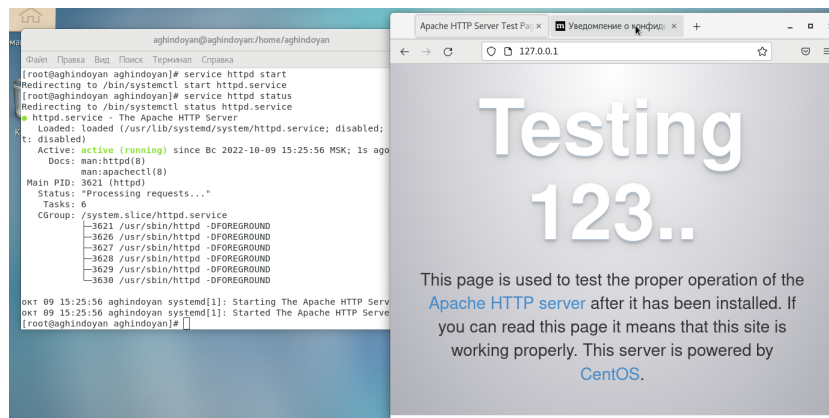 aghindoyan@aghindoyan:/home/aghindoyan
Файл Правка Вид Поиск Терминал Справка
[root@aghindoyan aghindoyan]# service httpd start
Redirecting to /bin/systemctl start httpd.service
[root@aghindoyan aghindoyan]# service httpd status
Redirecting to /bin/systemctl status httpd.service
● httpd.service - The Apache HTTP Server
Loaded: loaded (/usr/lib/systemd/system/httpd.service; disabled;
t: disabled)
Active: active (running) since Вс 2022-10-09 15:25:56 MSK; 1s ago
Docs: man:httpd(8)
man:apachectl(8)
Main PID: 3621 (httpd)
Status: "Processing requests..."
Tasks: 6
CGroup: /system.slice/httpd.service
├─3621 /usr/sbin/httpd -DFOREGROUND
├─3626 /usr/sbin/httpd -DFOREGROUND
├─3627 /usr/sbin/httpd -DFOREGROUND
├─3628 /usr/sbin/httpd -DFOREGROUND
├─3629 /usr/sbin/httpd -DFOREGROUND
└─3630 /usr/sbin/httpd -DFOREGROUND
окт 09 15:25:56 aghindoyan systemd[1]: Starting The Apache HTTP Serv
окт 09 15:25:56 aghindoyan systemd[1]: Started The Apache HTTP Serve
[root@aghindoyan aghindoyan]#
Apache HTTP Server Test Pag × m Уведомление о конфид × +
127.0.0.1
Testing
123..
This page is used to test the proper operation of the
Apache HTTP server after it has been installed. If
you can read this page it means that this site is
working properly. This server is powered by
CentOS.